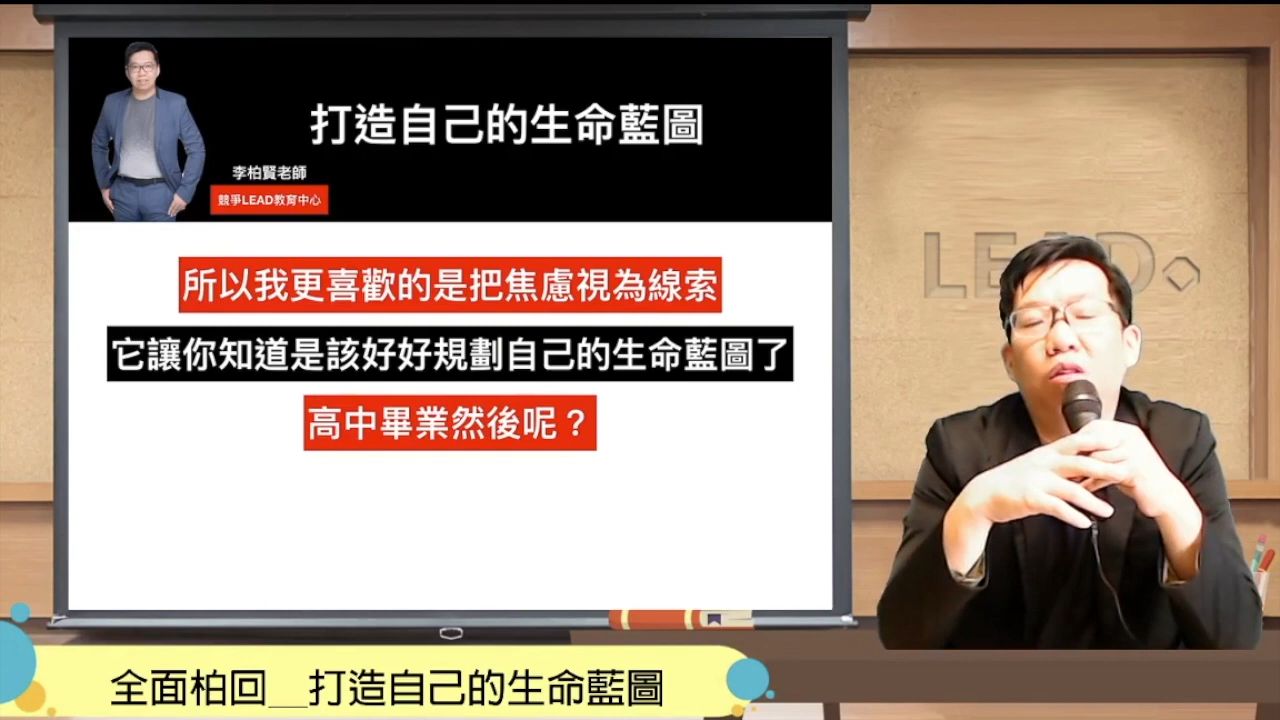 打造自己的生命藍圖
李柏賢老師
競爭LEAD教育中心
所以我更喜歡的是把焦慮視為線索
它讓你知道是該好好規劃自己的生命藍圖了
高中畢業然後呢？
LEAD
全面柏回__打造自己的生命藍圖